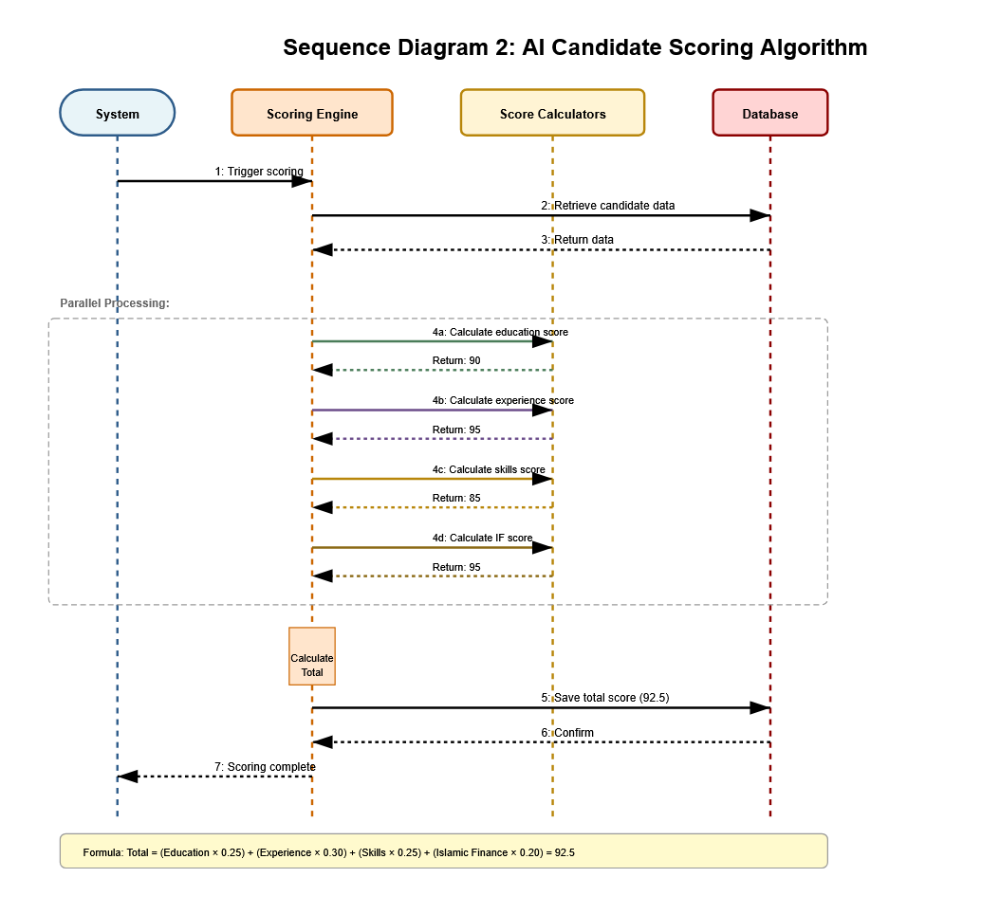 Sequence Diagram 2: AI Candidate Scoring Algorithm
System
Scoring Engine
Score Calculators
Database
1: Trigger scoring
2: Retrieve candidate data
3: Return data
Parallel Processing:
4a: Calculate education score
Return: 90
4b: Calculate experience score
Return: 95
4c: Calculate skills score
Return: 85
4d: Calculate IF score
Return: 95
Calculate
Total
5: Save total score (92.5)
6: Confirm
7: Scoring complete
Formula: Total = (Education × 0.25) + (Experience × 0.30) + (Skills × 0.25) + (Islamic Finance × 0.20) = 92.5